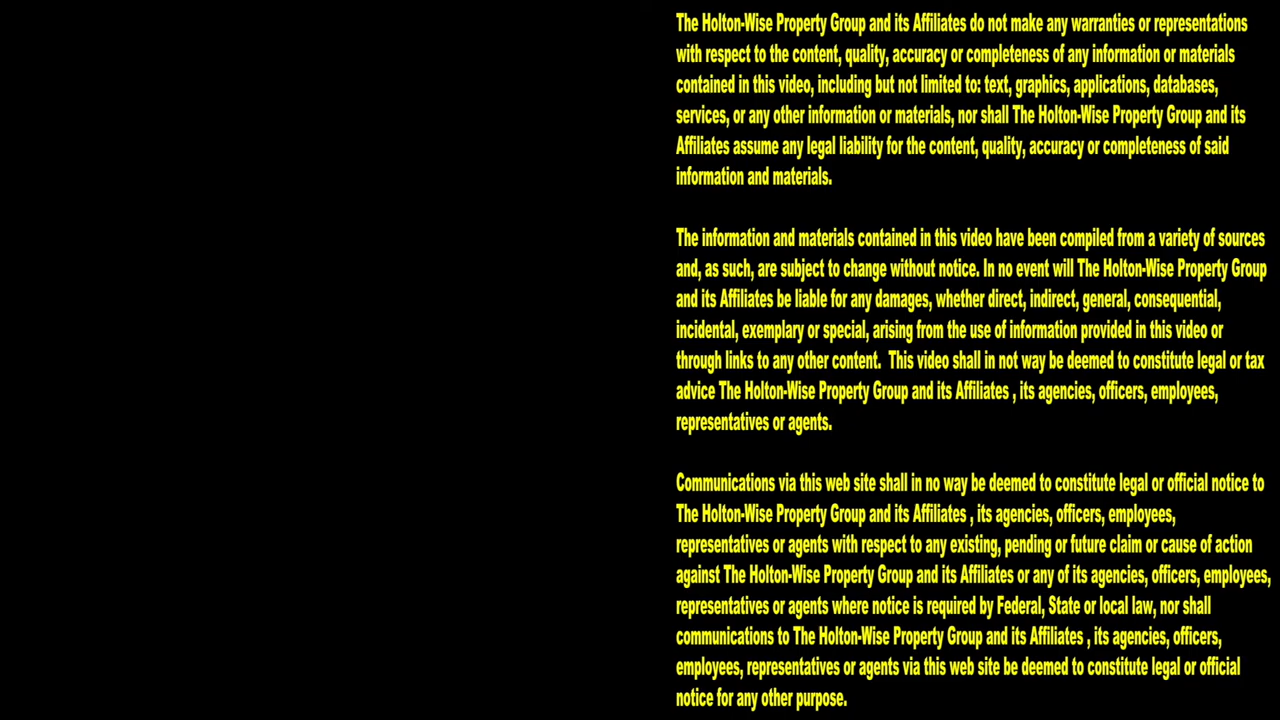 The Holton-Wise Property Group and its Affiliates do not make any warranties or representations
with respect to the content, quality, accuracy or completeness of any information or materials
contained in this video, including but not limited to: text, graphics, applications, databases,
services, or any other information or materials, nor shall The Holton-Wise Property Group and its
Affiliates assume any legal liability for the content, quality, accuracy or completeness of said
information and materials.
The information and materials contained in this video have been compiled from a variety of sources
and, as such, are subject to change without notice. In no event will The Holton-Wise Property Group
and its Affiliates be liable for any damages, whether direct, indirect, general, consequential,
incidental, exemplary or special, arising from the use of information provided in this video or
through links to any other content.  This video shall in not way be deemed to constitute legal or tax
advice The Holton-Wise Property Group and its Affiliates , its agencies, officers, employees,
representatives or agents.
Communications via this web site shall in no way be deemed to constitute legal or official notice to
The Holton-Wise Property Group and its Affiliates , its agencies, officers, employees,
representatives or agents with respect to any existing, pending or future claim or cause of action
against The Holton-Wise Property Group and its Affiliates or any of its agencies, officers, employees,
representatives or agents where notice is required by Federal, State or local law, nor shall
communications to The Holton-Wise Property Group and its Affiliates , its agencies, officers,
employees, representatives or agents via this web site be deemed to constitute legal or official
notice for any other purpose.